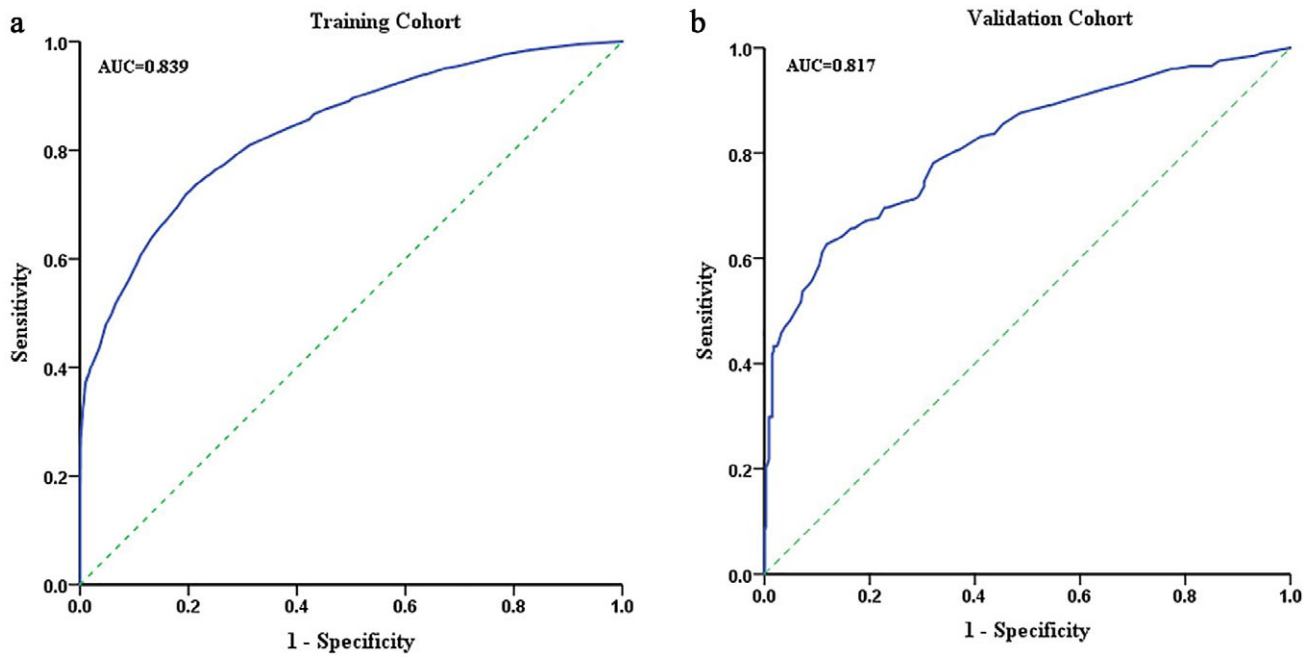 a
Training Cohort
AUC=0.839
1.0
0.8
0.6
0.4
0.2
0.0
Sensitivity
0.0 0.2 0.4 0.6 0.8 1.0
1 - Specificity
b
Validation Cohort
AUC=0.817
1.0
0.8
0.6
0.4
0.2
0.0
Sensitivity
0.0 0.2 0.4 0.6 0.8 1.0
1 - Specificity